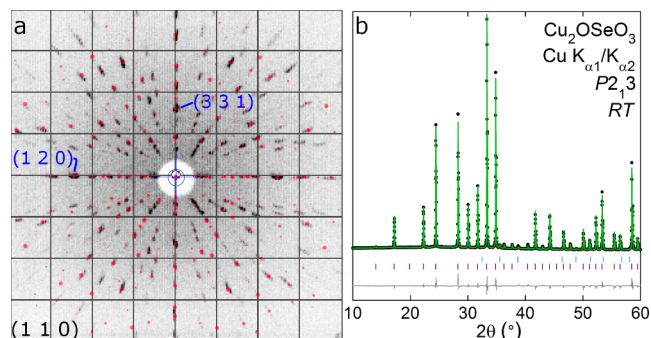 a
(3 3 1)
(1 2 0)
(1 1 0)
b
Cu₂OSeO₃
Cu Kα1/Kα2
P2₁3
RT
10 20 30 40 50 60
2θ (°)